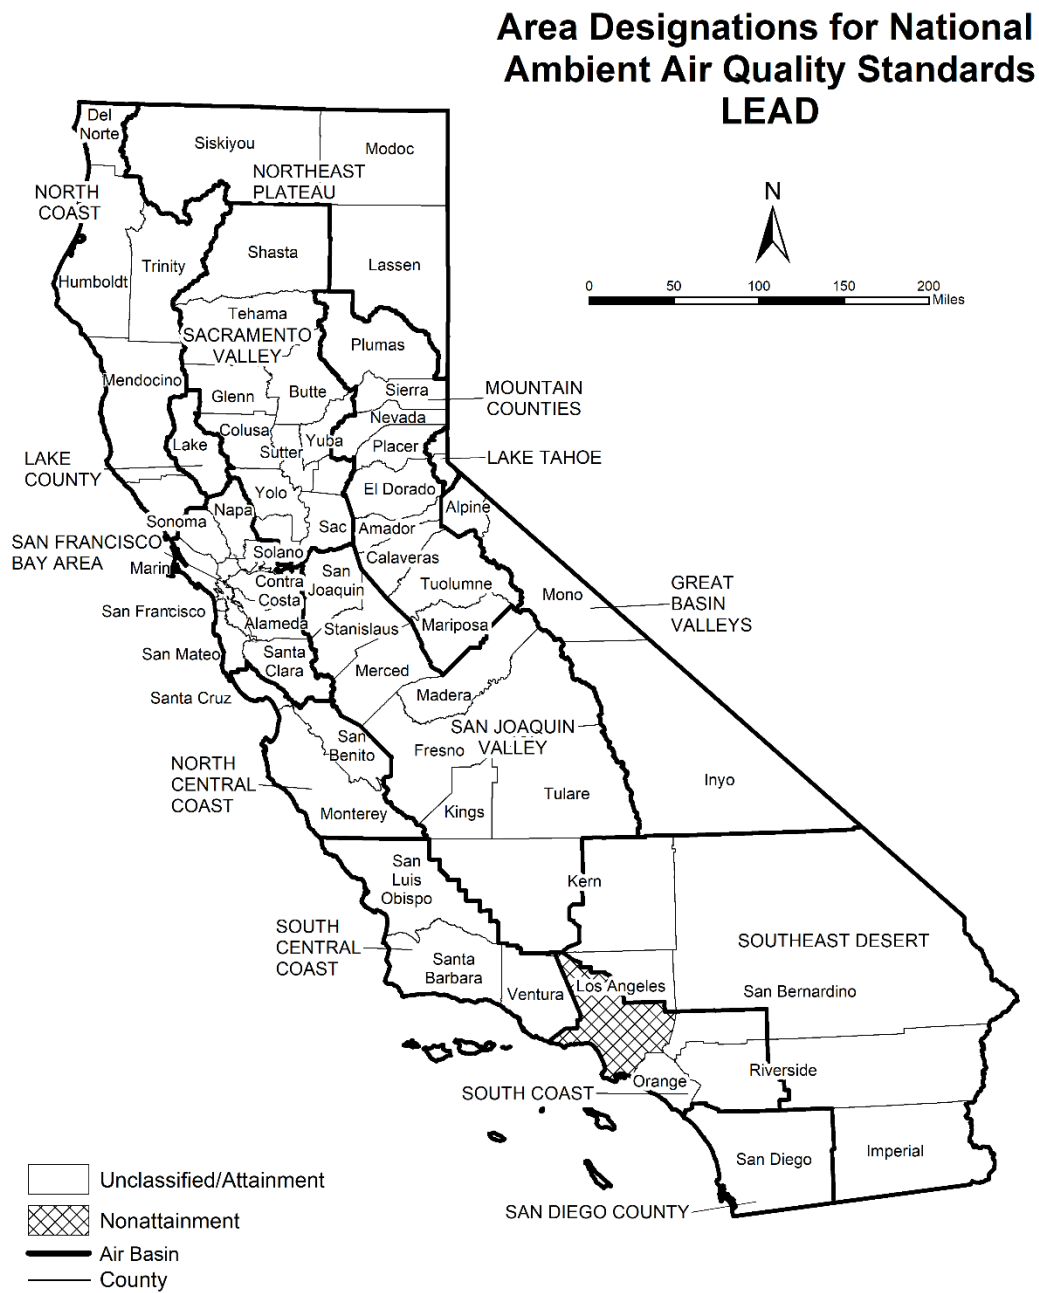 Area Designations for National
Ambient Air Quality Standards
LEAD
N
0 50 100 150 200
Miles
Del
Norte
Siskiyou
Modoc
NORTHEAST
PLATEAU
NORTH
COAST
Shasta
Trinity
Lassen
Humboldt
Tehama
SACRAMENTO
VALLEY
Plumas
Mendocino
Glenn
Butte
Sierra
MOUNTAIN
COUNTIES
Nevada
Colusa
Yuba
Sutter
Placer
Lake
LAKE
COUNTY
LAKE TAHOE
El Dorado
Yolo
Alpine
Napa
Sonoma
Sac
Amador
SAN FRANCISCO
BAY AREA
Solano
Calaveras
Marin
Contra
Costa
San
Joaquin
Tuolumne
Mono
GREAT
BASIN
VALLEYS
San Francisco
Alameda
Stanislaus
Mariposa
San Mateo
Santa
Clara
Merced
Santa Cruz
Madera
SAN JOAQUIN
VALLEY
San
Benito
Fresno
NORTH
CENTRAL
COAST
Inyo
Tulare
Monterey
Kings
San
Luis
Obispo
Kern
SOUTH
CENTRAL
COAST
SOUTHEAST DESERT
Santa
Barbara
Ventura
Los Angeles
San Bernardino
Riverside
Orange
SOUTH COAST
San Diego
Imperial
SAN DIEGO COUNTY
Unclassified/Attainment
Nonattainment
Air Basin
County